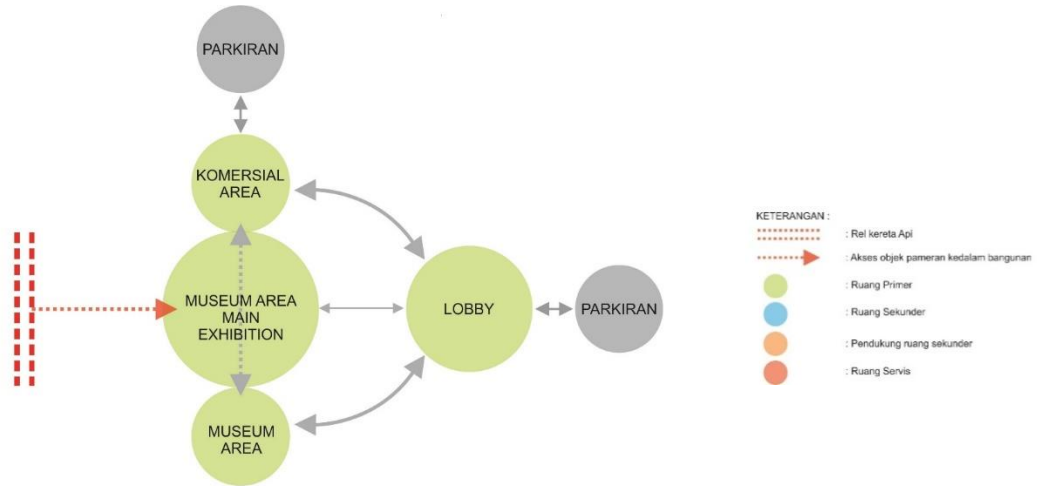 PARKIRAN
KOMERSIAL
AREA
MUSEUM AREA
MAIN
EXHIBITION
LOBBY
PARKIRAN
MUSEUM
AREA
KETERANGAN :
: Rel kereta Api
: Akses objek pameran kedalam bangunan
: Ruang Primer
: Ruang Sekunder
: Pendukung ruang sekunder
: Ruang Servis